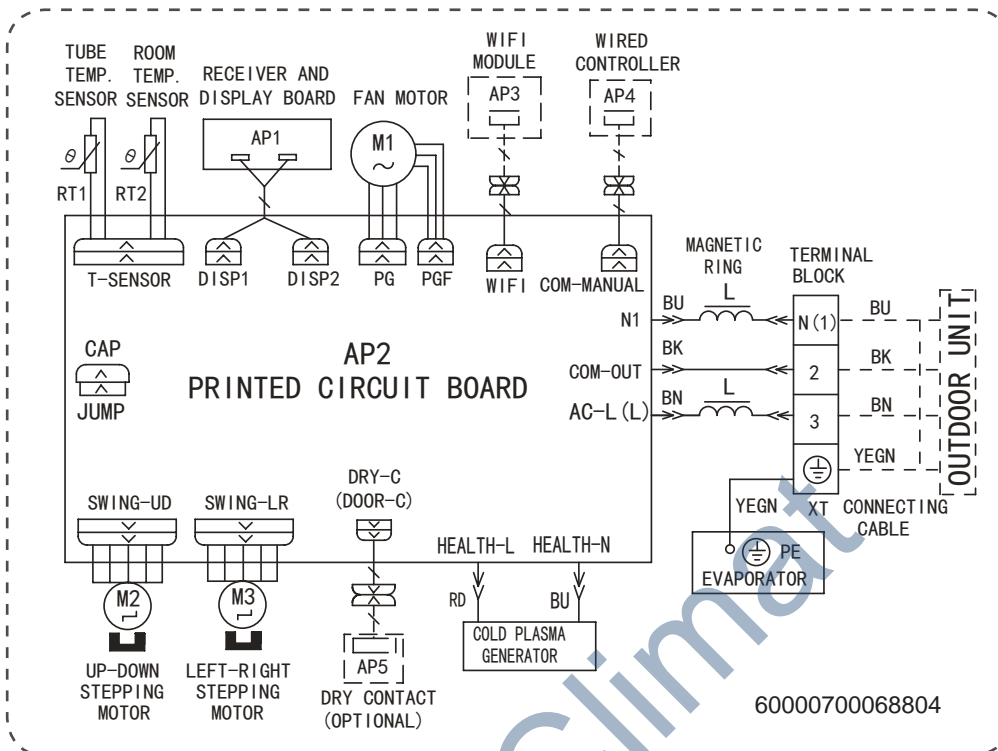 TUBE
TEMP.
SENSOR
ROOM
TEMP.
SENSOR
RECEIVER AND
DISPLAY BOARD
FAN MOTOR
WIFI
MODULE
WIRED
CONTROLLER
AP1
M1
AP3
AP4
θ
RT1
θ
RT2
T-SENSOR
DISP1
DISP2
PG
PGF
WIFI
COM-MANUAL
MAGNETIC
RING
TERMINAL
BLOCK
N1
BU
L
N(1)
BU
COM-OUT
BK
2
BK
AC-L(L)
BN
L
3
BN
YEGN
OUTDOOR UNIT
CAP
JUMP
AP2
PRINTED CIRCUIT BOARD
XT
CONNECTING
CABLE
YEGN
PE
EVAPORATOR
SWING-UD
SWING-LR
DRY-C
(DOOR-C)
HEALTH-L
HEALTH-N
M2
M3
RD
BU
UP-DOWN
STEPPING
MOTOR
LEFT-RIGHT
STEPPING
MOTOR
AP5
DRY CONTACT
(OPTIONAL)
COLD PLASMA
GENERATOR
60000700068804
Climat